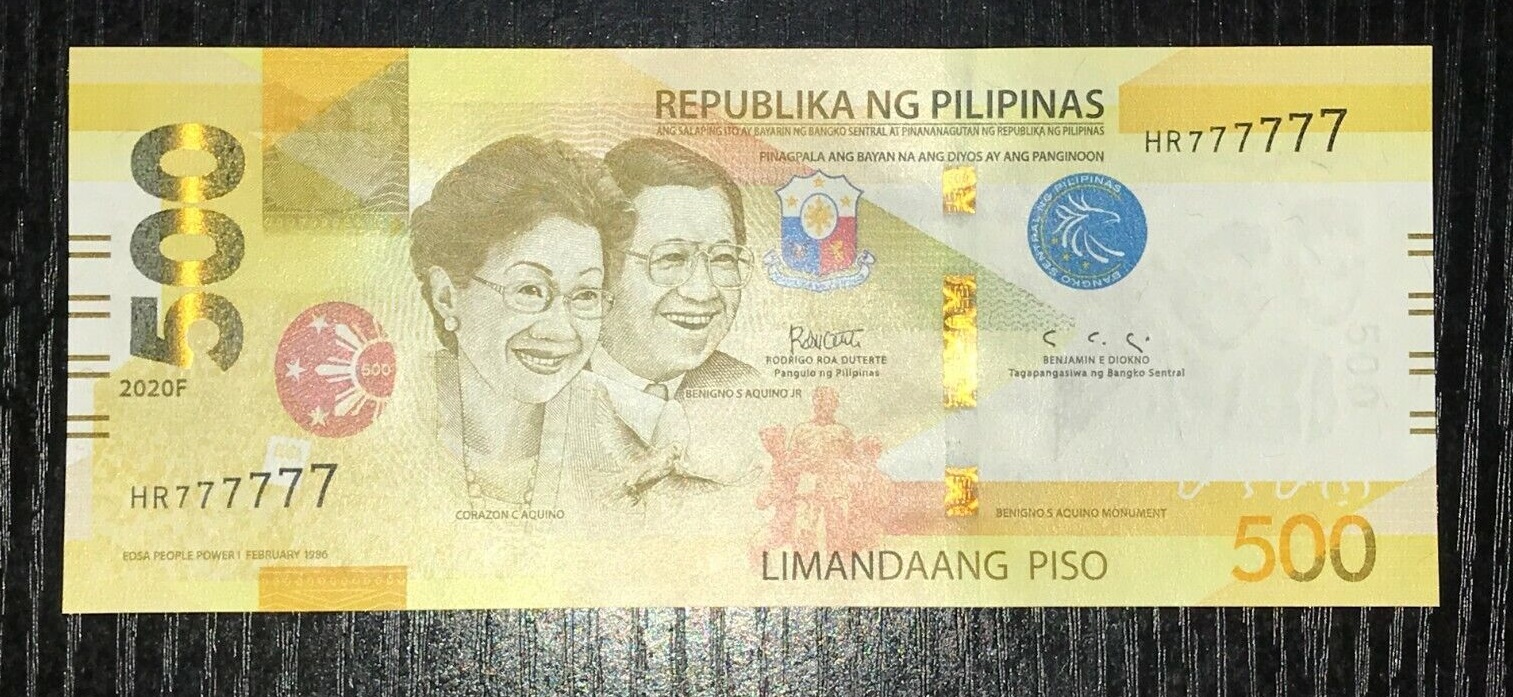 REPUBLIKA NG PILIPINAS
ANG SALAPING ITO AY BAYARIN NG BANGKO SENTRAL AT PINANANAGUTAN NG REPUBLIKA NG PILIPINAS
PINAGPALA ANG BAYAN NA ANG DIYOS AY ANG PANGINOON
HR777777
500
BANGKO SENTRAL NG PILIPINAS
2020F
500
RODRIGO ROA DUTERTE
Pangulo ng Pilipinas
BENJAMIN E DIOKNO
Tagapangasiwa ng Bangko Sentral
500
BENIGNO S AQUINO JR
HR777777
CORAZON C AQUINO
BENIGNO S AQUINO MONUMENT
EDSA PEOPLE POWER I FEBRUARY 1986
LIMANDAANG PISO
500